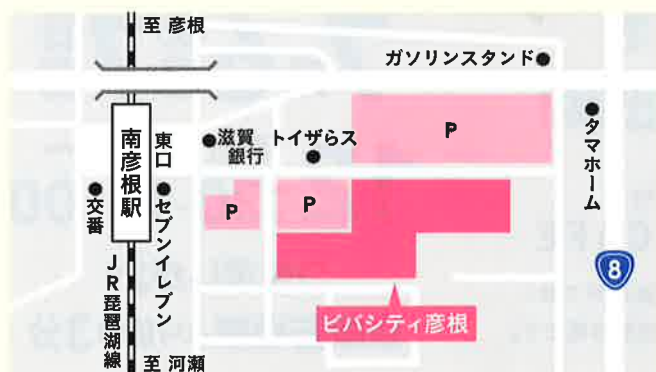 至 彦根
ガソリンスタンド
P
タマホーム
南彦根駅
東口
滋賀
銀行
トイザらス
交番
セブンイレブン
P
P
8
JR琵琶湖線
ビバシティ彦根
至 河瀬